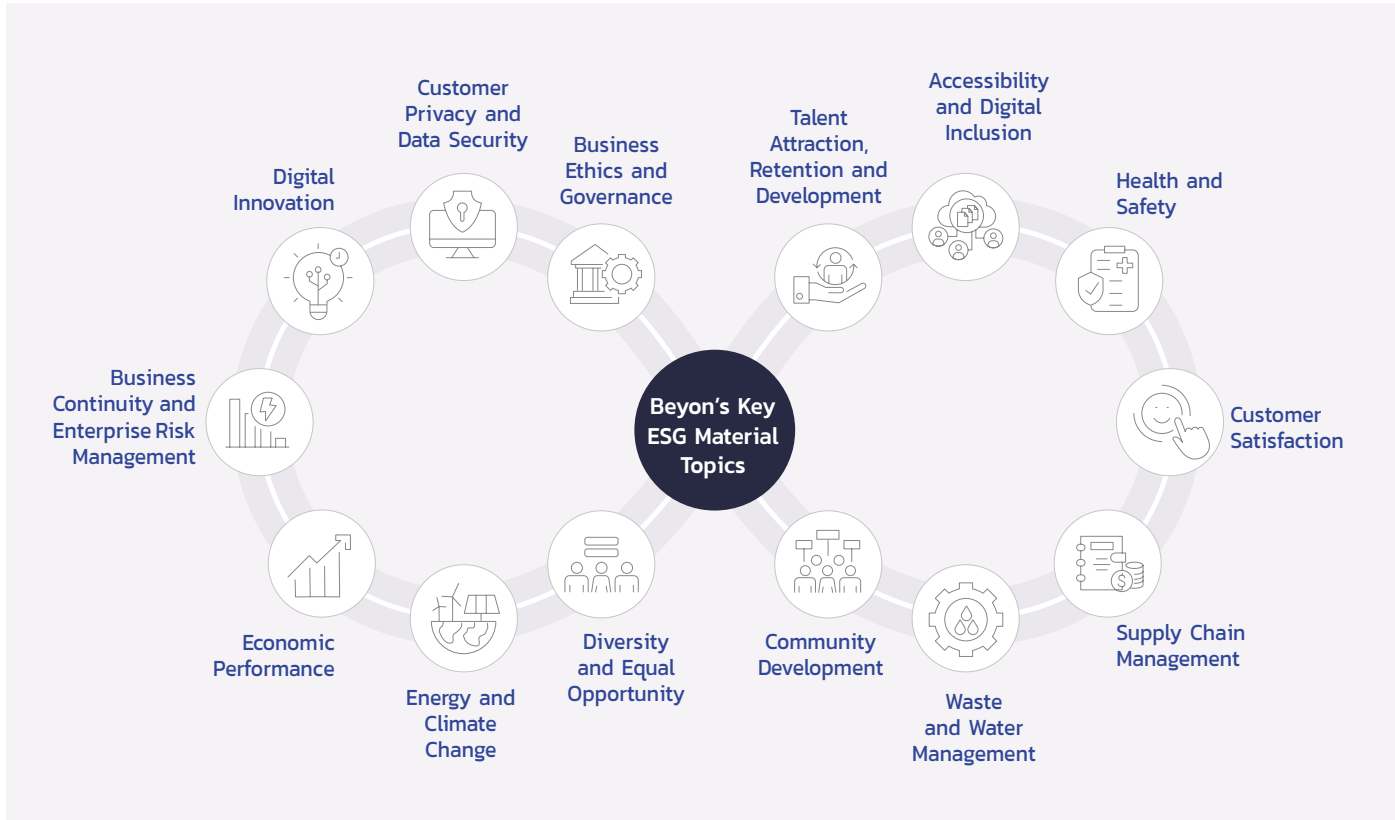 Customer
Privacy and
Data Security
Business
Ethics and
Governance
Digital
Innovation
Business
Continuity and
Enterprise Risk
Management
Economic
Performance
Energy and
Climate
Change
Diversity
and Equal
Opportunity
Beyon's Key
ESG Material
Topics
Talent
Attraction,
Retention and
Development
Accessibility
and Digital
Inclusion
Health and
Safety
Customer
Satisfaction
Supply Chain
Management
Waste
and Water
Management
Community
Development